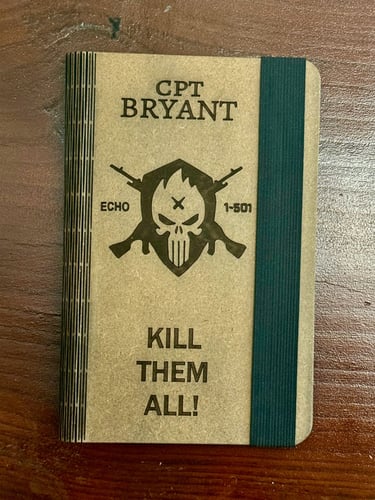 CPT
BRYANT
ECHO 1-501
KILL
THEM
ALL!